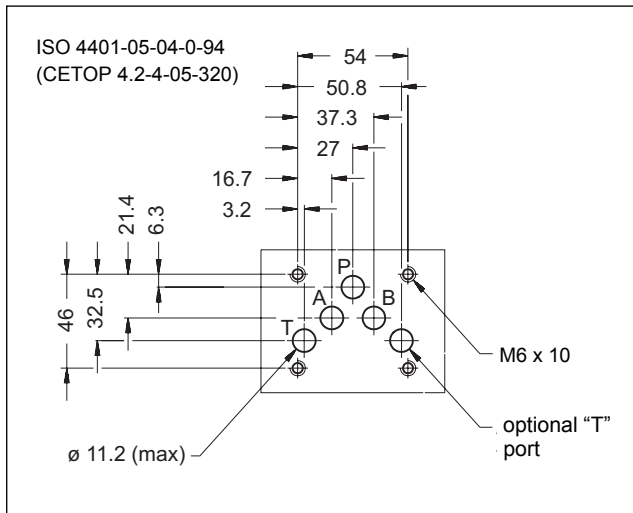 ISO 4401-05-04-0-94
(CETOP 4.2-4-05-320)
54
50.8
37.3
27
16.7
3.2
21.4
6.3
46
32.5
P
A
B
T
M6 x 10
optional “T”
port
ø 11.2 (max)